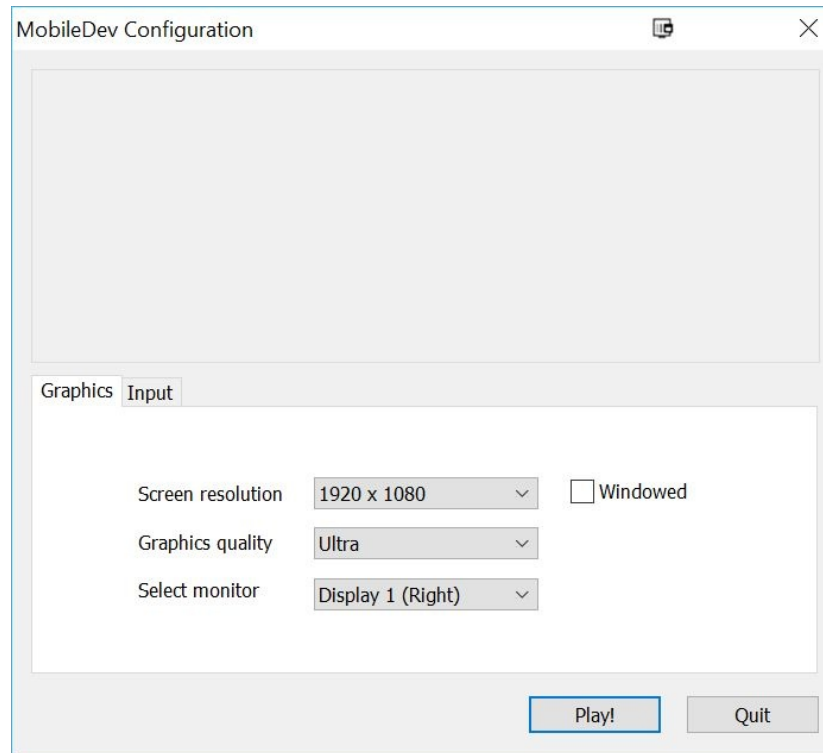 MobileDev Configuration
Graphics Input
Screen resolution 1920 x 1080 Windowed
Graphics quality Ultra
Select monitor Display 1 (Right)
Play! Quit